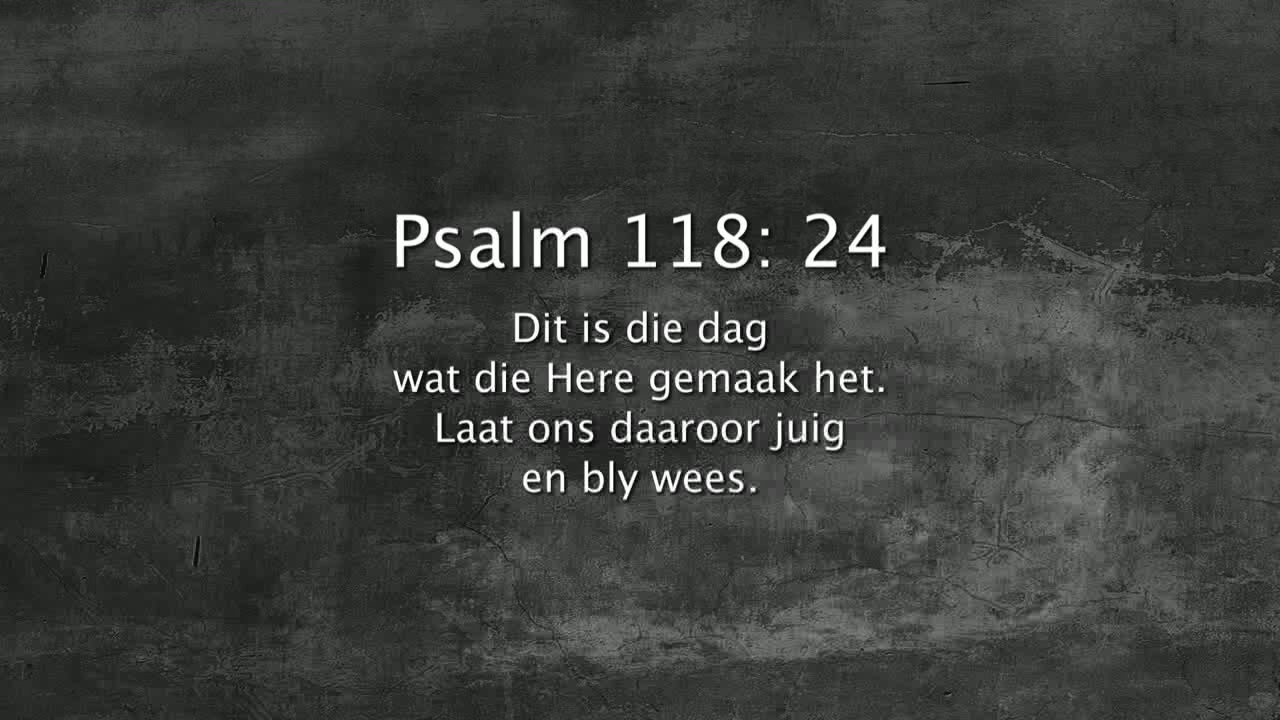 Psalm 118: 24
Dit is die dag
wat die Here gemaak het.
Laat ons daaroor juig
en bly wees.